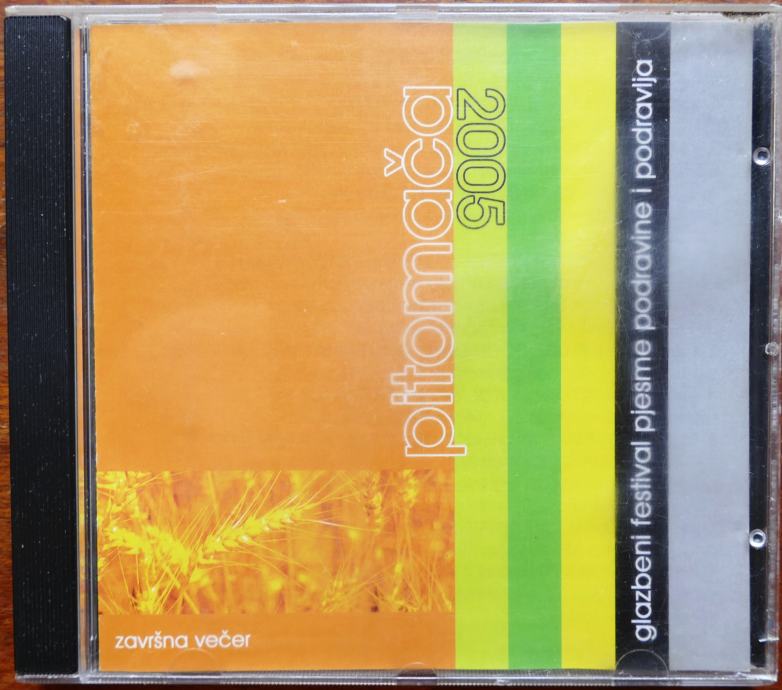 pitomača
2005
glazbeni festival pjesme podravine i podravlja
završna večer